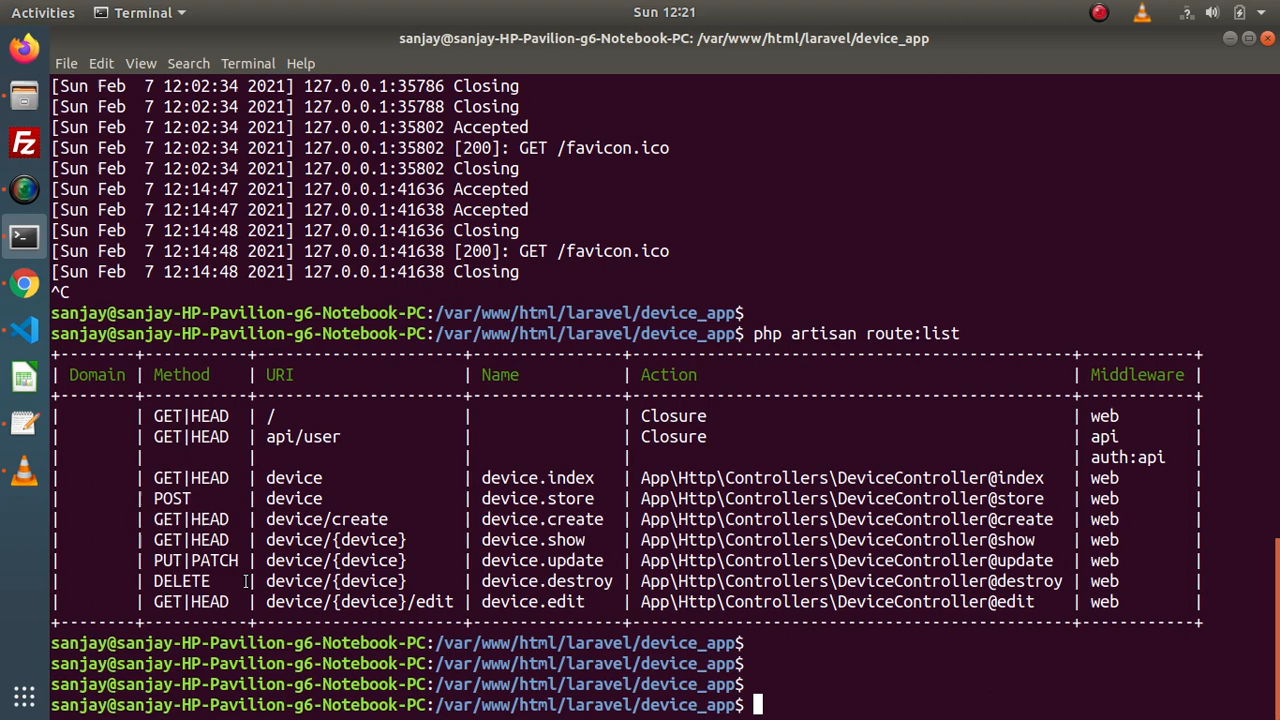 Activities Terminal Sun 12:21
sanjay@sanjay-HP-Pavilion-g6-Notebook-PC: /var/www/html/laravel/device_app
File Edit View Search Terminal Help
[Sun Feb  7 12:02:34 2021] 127.0.0.1:35786 Closing
[Sun Feb  7 12:02:34 2021] 127.0.0.1:35788 Closing
[Sun Feb  7 12:02:34 2021] 127.0.0.1:35802 Accepted
[Sun Feb  7 12:02:34 2021] 127.0.0.1:35802 [200]: GET /favicon.ico
[Sun Feb  7 12:02:34 2021] 127.0.0.1:35802 Closing
[Sun Feb  7 12:14:47 2021] 127.0.0.1:41636 Accepted
[Sun Feb  7 12:14:47 2021] 127.0.0.1:41638 Accepted
[Sun Feb  7 12:14:48 2021] 127.0.0.1:41636 Closing
[Sun Feb  7 12:14:48 2021] 127.0.0.1:41638 [200]: GET /favicon.ico
[Sun Feb  7 12:14:48 2021] 127.0.0.1:41638 Closing
^C
sanjay@sanjay-HP-Pavilion-g6-Notebook-PC:/var/www/html/laravel/device_app$
sanjay@sanjay-HP-Pavilion-g6-Notebook-PC:/var/www/html/laravel/device_app$ php artisan route:list
+--------+-----------+----------------------+----------------+-----------------------------------------------+------------+
| Domain | Method    | URI                  | Name           | Action                                        | Middleware |
+--------+-----------+----------------------+----------------+-----------------------------------------------+------------+
|        | GET|HEAD  | /                    |                | Closure                                       | web        |
|        | GET|HEAD  | api/user             |                | Closure                                       | api        |
|        |           |                      |                |                                               | auth:api   |
|        | GET|HEAD  | device               | device.index   | App\Http\Controllers\DeviceController@index   | web        |
|        | POST      | device               | device.store   | App\Http\Controllers\DeviceController@store   | web        |
|        | GET|HEAD  | device/create        | device.create  | App\Http\Controllers\DeviceController@create  | web        |
|        | GET|HEAD  | device/{device}      | device.show    | App\Http\Controllers\DeviceController@show    | web        |
|        | PUT|PATCH | device/{device}      | device.update  | App\Http\Controllers\DeviceController@update  | web        |
|        | DELETE    | device/{device}      | device.destroy | App\Http\Controllers\DeviceController@destroy | web        |
|        | GET|HEAD  | device/{device}/edit | device.edit    | App\Http\Controllers\DeviceController@edit    | web        |
+--------+-----------+----------------------+----------------+-----------------------------------------------+------------+
sanjay@sanjay-HP-Pavilion-g6-Notebook-PC:/var/www/html/laravel/device_app$
sanjay@sanjay-HP-Pavilion-g6-Notebook-PC:/var/www/html/laravel/device_app$
sanjay@sanjay-HP-Pavilion-g6-Notebook-PC:/var/www/html/laravel/device_app$
sanjay@sanjay-HP-Pavilion-g6-Notebook-PC:/var/www/html/laravel/device_app$